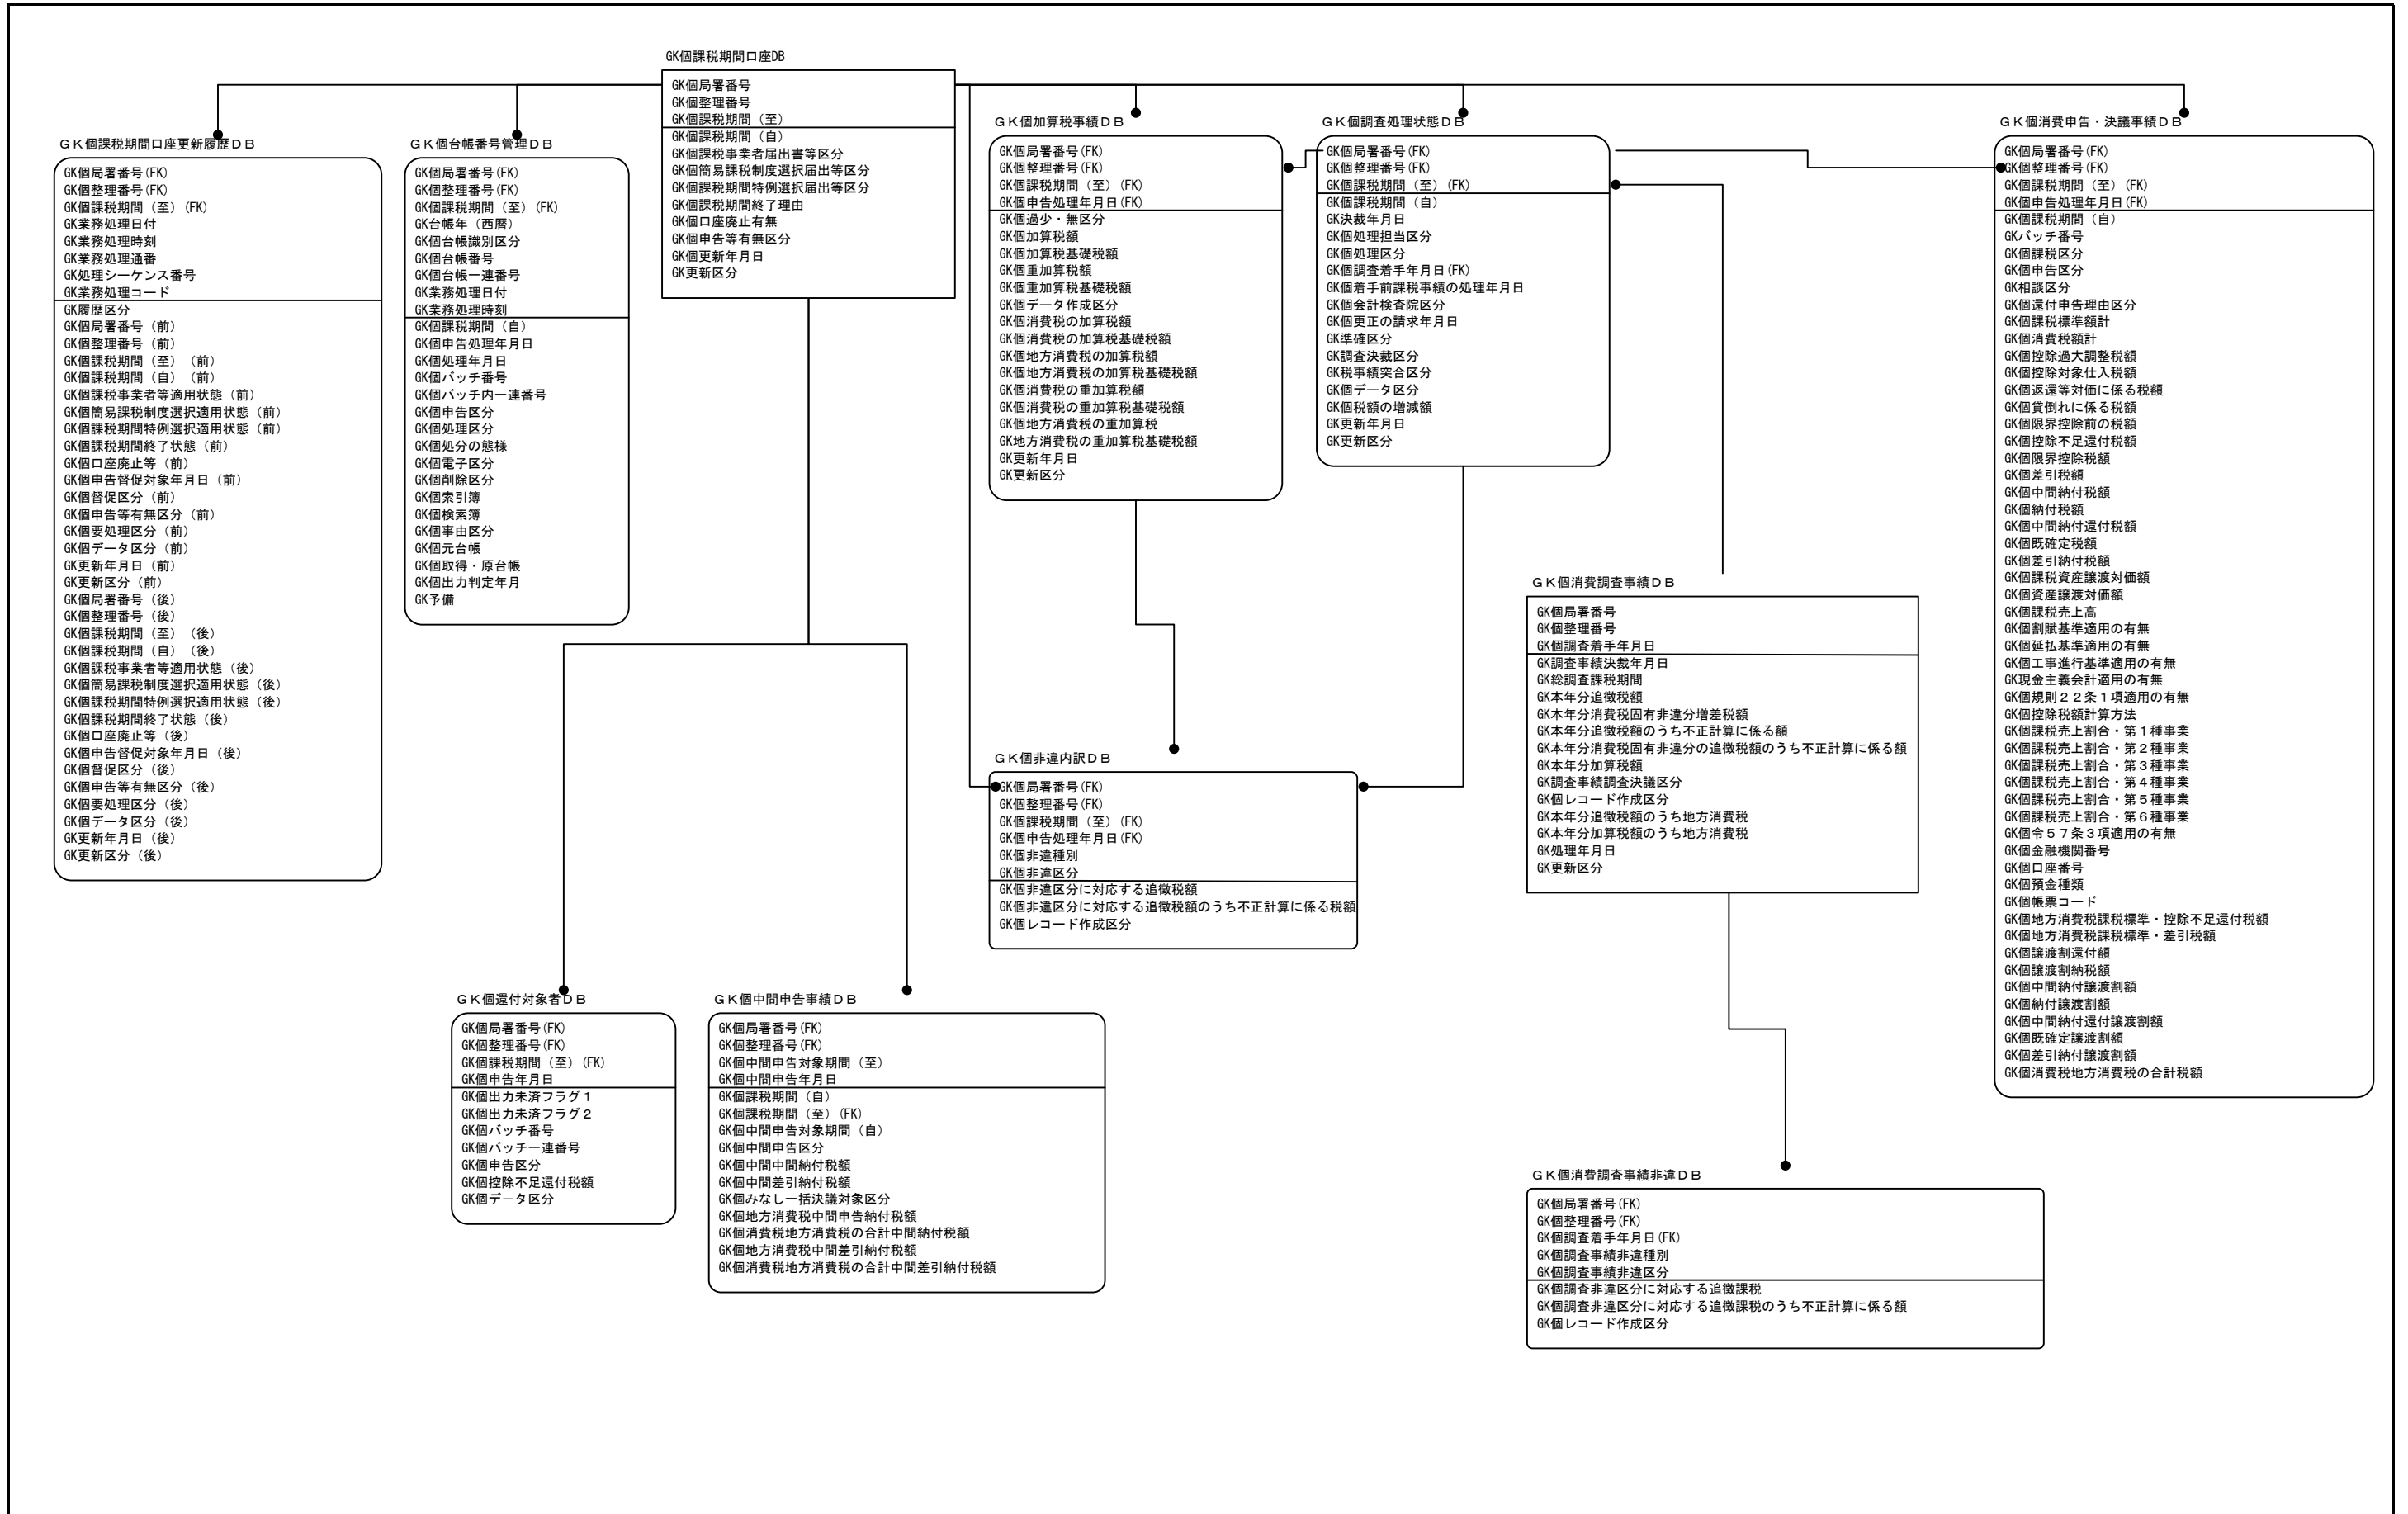 GK個課税期間口座DB
GK個局署番号
GK個整理番号
GK個課税期間（至）
GK個課税期間（自）
GK個課税事業者届出書等区分
GK個簡易課税制度選択届出等区分
GK個課税期間特例選択届出等区分
GK個課税期間終了理由
GK個口座廃止有無
GK個申告等有無区分
GK個更新年月日
GK更新区分
ＧＫ個課税期間口座更新履歴ＤＢ
GK個局署番号(FK)
GK個整理番号(FK)
GK個課税期間（至）(FK)
GK業務処理日付
GK業務処理時刻
GK業務処理通番
GK処理シーケンス番号
GK業務処理コード
GK履歴区分
GK個局署番号（前）
GK個整理番号（前）
GK個課税期間（至）（前）
GK個課税期間（自）（前）
GK個課税事業者等適用状態（前）
GK個簡易課税制度選択適用状態（前）
GK個課税期間特例選択適用状態（前）
GK個課税期間終了状態（前）
GK個口座廃止等（前）
GK個申告督促対象年月日（前）
GK個督促区分（前）
GK個申告等有無区分（前）
GK個要処理区分（前）
GK個データ区分（前）
GK更新年月日（前）
GK更新区分（前）
GK個局署番号（後）
GK個整理番号（後）
GK個課税期間（至）（後）
GK個課税期間（自）（後）
GK個課税事業者等適用状態（後）
GK個簡易課税制度選択適用状態（後）
GK個課税期間特例選択適用状態（後）
GK個課税期間終了状態（後）
GK個口座廃止等（後）
GK個申告督促対象年月日（後）
GK個督促区分（後）
GK個申告等有無区分（後）
GK個要処理区分（後）
GK個データ区分（後）
GK更新年月日（後）
GK更新区分（後）
ＧＫ個台帳番号管理ＤＢ
GK個局署番号(FK)
GK個整理番号(FK)
GK個課税期間（至）(FK)
GK台帳年（西暦）
GK個台帳識別区分
GK個台帳番号
GK個台帳一連番号
GK業務処理日付
GK業務処理時刻
GK個課税期間（自）
GK個申告処理年月日
GK個処理年月日
GK個バッチ番号
GK個バッチ内一連番号
GK個申告区分
GK個処理区分
GK個処分の態様
GK個電子区分
GK個削除区分
GK個索引簿
GK個検索簿
GK個事由区分
GK個元台帳
GK個取得・原台帳
GK個出力判定年月
GK予備
ＧＫ個加算税事績ＤＢ
GK個局署番号(FK)
GK個整理番号(FK)
GK個課税期間（至）(FK)
GK個申告処理年月日(FK)
GK個過少・無区分
GK個加算税額
GK個加算税基礎税額
GK個重加算税額
GK個重加算税基礎税額
GK個データ作成区分
GK個消費税の加算税額
GK個消費税の加算税基礎税額
GK個地方消費税の加算税額
GK個地方消費税の加算税基礎税額
GK個消費税の重加算税額
GK個消費税の重加算税基礎税額
GK個地方消費税の重加算税
GK地方消費税の重加算税基礎税額
GK更新年月日
GK更新区分
ＧＫ個調査処理状態ＤＢ
GK個局署番号(FK)
GK個整理番号(FK)
GK個課税期間（至）(FK)
GK個課税期間（自）
GK決裁年月日
GK個処理担当区分
GK個処理区分
GK個調査着手年月日(FK)
GK個着手前課税事績の処理年月日
GK個会計検査院区分
GK個更正の請求年月日
GK準確区分
GK調査決裁区分
GK税事績突合区分
GK個データ区分
GK個税額の増減額
GK更新年月日
GK更新区分
ＧＫ個消費申告・決議事績ＤＢ
GK個局署番号(FK)
GK個整理番号(FK)
GK個課税期間（至）(FK)
GK個申告処理年月日(FK)
GK個課税期間（自）
GKバッチ番号
GK個課税区分
GK個申告区分
GK相談区分
GK個還付申告理由区分
GK個課税標準額計
GK個消費税額計
GK個控除過大調整税額
GK個控除対象仕入税額
GK個返還等対価に係る税額
GK個貸倒れに係る税額
GK個限界控除前の税額
GK個控除不足還付税額
GK個限界控除税額
GK個差引税額
GK個中間納付税額
GK個納付税額
GK個中間納付還付税額
GK個既確定税額
GK個差引納付税額
GK個課税資産譲渡対価額
GK個資産譲渡対価額
GK個課税売上高
GK個割賦基準適用の有無
GK個延払基準適用の有無
GK個工事進行基準適用の有無
GK現金主義会計適用の有無
GK個規則２２条１項適用の有無
GK個控除税額計算方法
GK個課税売上割合・第１種事業
GK個課税売上割合・第２種事業
GK個課税売上割合・第３種事業
GK個課税売上割合・第４種事業
GK個課税売上割合・第５種事業
GK個課税売上割合・第６種事業
GK個令５７条３項適用の有無
GK個金融機関番号
GK個口座番号
GK個預金種類
GK個帳票コード
GK個地方消費税課税標準・控除不足還付税額
GK個地方消費税課税標準・差引税額
GK個譲渡割還付額
GK個譲渡割納税額
GK個中間納付譲渡割額
GK個納付譲渡割額
GK個中間納付還付譲渡割額
GK個既確定譲渡割額
GK個差引納付譲渡割額
GK個消費税地方消費税の合計税額
ＧＫ個消費調査事績ＤＢ
GK個局署番号
GK個整理番号
GK個調査着手年月日
GK調査事績決裁年月日
GK総調査課税期間
GK本年分追徴税額
GK本年分消費税固有非違分増差税額
GK本年分追徴税額のうち不正計算に係る額
GK本年分消費税固有非違分の追徴税額のうち不正計算に係る額
GK本年分加算税額
GK調査事績調査決議区分
GK個レコード作成区分
GK本年分追徴税額のうち地方消費税
GK本年分加算税額のうち地方消費税
GK処理年月日
GK更新区分
ＧＫ個非違内訳ＤＢ
GK個局署番号(FK)
GK個整理番号(FK)
GK個課税期間（至）(FK)
GK個申告処理年月日(FK)
GK個非違種別
GK個非違区分
GK個非違区分に対応する追徴税額
GK個非違区分に対応する追徴税額のうち不正計算に係る税額
GK個レコード作成区分
ＧＫ個還付対象者ＤＢ
GK個局署番号(FK)
GK個整理番号(FK)
GK個課税期間（至）(FK)
GK個申告年月日
GK個出力未済フラグ１
GK個出力未済フラグ２
GK個バッチ番号
GK個バッチ一連番号
GK個申告区分
GK個控除不足還付税額
GK個データ区分
ＧＫ個中間申告事績ＤＢ
GK個局署番号(FK)
GK個整理番号(FK)
GK個中間申告対象期間（至）
GK個中間申告年月日
GK個課税期間（自）
GK個課税期間（至）(FK)
GK個中間申告対象期間（自）
GK個中間申告区分
GK個中間中間納付税額
GK個中間差引納付税額
GK個みなし一括決議対象区分
GK個地方消費税中間申告納付税額
GK個消費税地方消費税の合計中間納付税額
GK個地方消費税中間差引納付税額
GK個消費税地方消費税の合計中間差引納付税額
ＧＫ個消費調査事績非違ＤＢ
GK個局署番号(FK)
GK個整理番号(FK)
GK個調査着手年月日(FK)
GK個調査事績非違種別
GK個調査事績非違区分
GK個調査非違区分に対応する追徴課税
GK個調査非違区分に対応する追徴課税のうち不正計算に係る額
GK個レコード作成区分